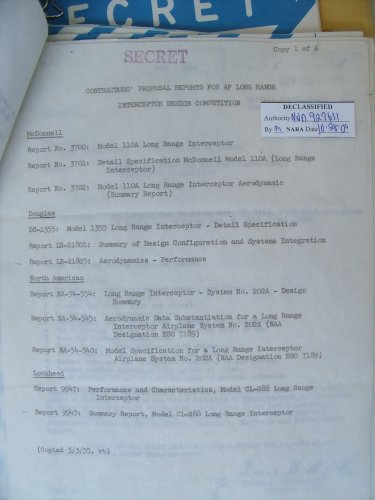 SECRET
SECRET
Copy 1 of 6
CONTRACTORS' PROPOSAL REPORTS FOR AF LONG RANGE
INTERCEPTOR DESIGN COMPETITION
DECLASSIFIED
Authority NND 927631
By NARA Date
McDonnell
Report No. 3700: Model 110A Long Range Interceptor
Report No. 3701: Detail Specification McDonnell Model 110A (Long Range
Interceptor)
Report No. 3702: Model 110A Long Range Interceptor Aerodynamic
(Summary Report)
Douglas
DS-1355: Model 1355 Long Range Interceptor - Detail Specification
Report LB-21801: Summary of Design Configuration and Systems Integration
Report LB-21805: Aerodynamics - Performance
North American
Report NA-54-554: Long Range Interceptor - System No. 202A - Design
Summary
Report NA-54-545: Aerodynamic Data Substantiation for a Long Range
Interceptor Airplane System No. 202A (NAA
Designation ESO 7189)
Report NA-54-540: Model Specification for a Long Range Interceptor
Airplane System No. 202A (NAA Designation ESO 7189)
Lockheed
Report 9947: Performance and Characteristics, Model CL-288 Long Range
Interceptor
Report 9945: Summary Report, Model CL-288 Long Range Interceptor
(Copied 3/3/55, vt)